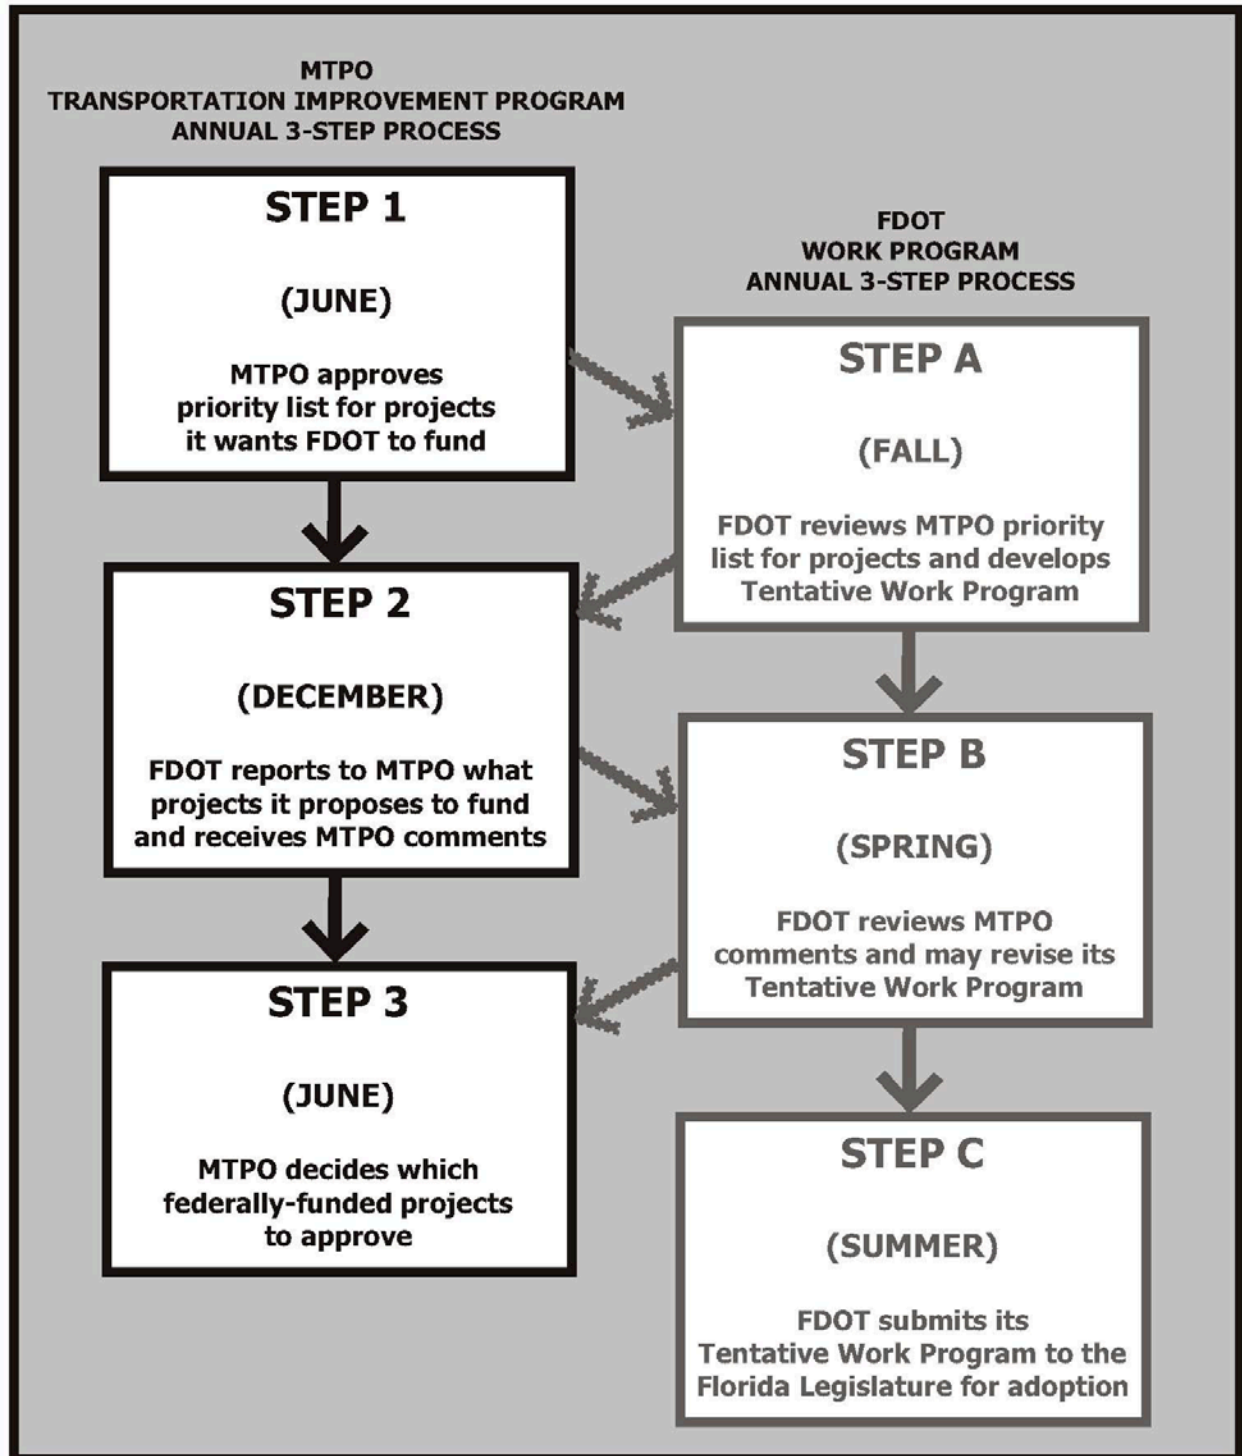 MTPO
TRANSPORTATION IMPROVEMENT PROGRAM
ANNUAL 3-STEP PROCESS
STEP 1
(JUNE)
MTPO approves
priority list for projects
it wants FDOT to fund
STEP 2
(DECEMBER)
FDOT reports to MTPO what
projects it proposes to fund
and receives MTPO comments
STEP 3
(JUNE)
MTPO decides which
federally-funded projects
to approve
FDOT
WORK PROGRAM
ANNUAL 3-STEP PROCESS
STEP A
(FALL)
FDOT reviews MTPO priority
list for projects and develops
Tentative Work Program
STEP B
(SPRING)
FDOT reviews MTPO
comments and may revise its
Tentative Work Program
STEP C
(SUMMER)
FDOT submits its
Tentative Work Program to the
Florida Legislature for adoption